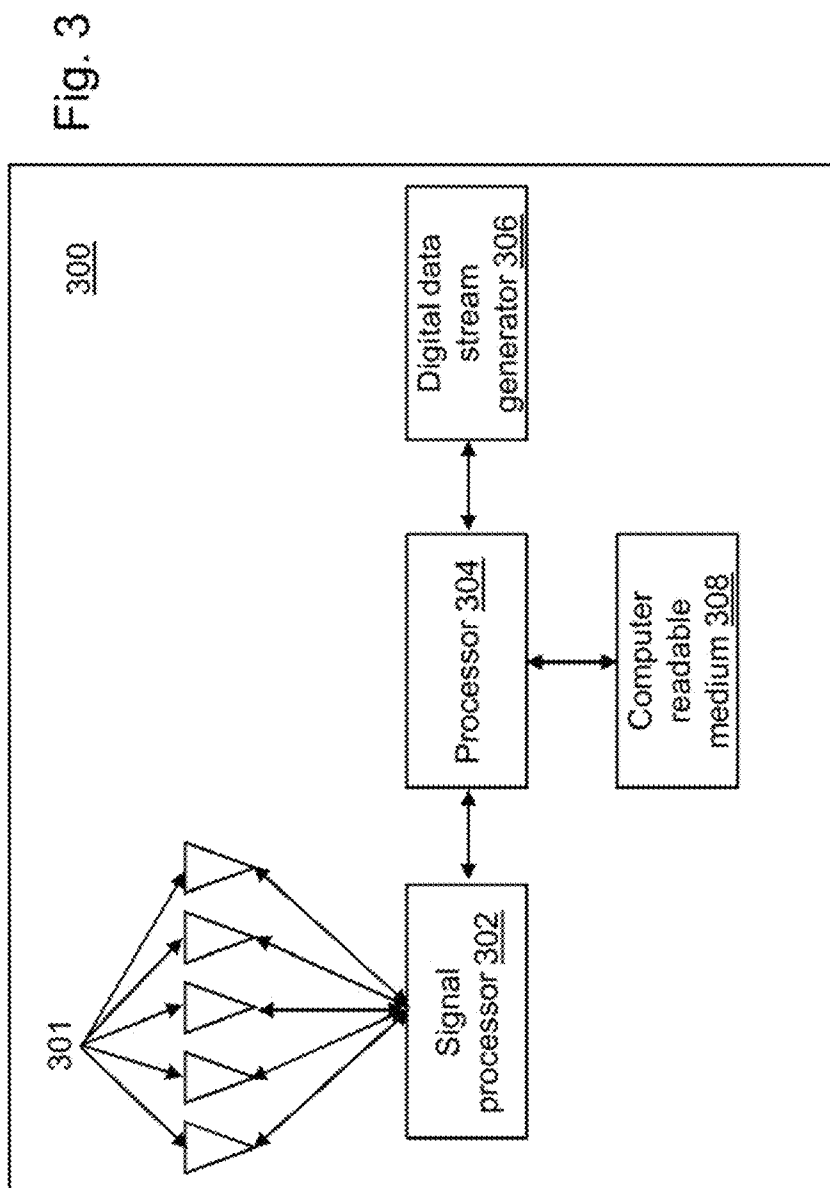 Fig. 3
300
301
Signal
processor 302
Processor 304
Digital data
stream
generator 306
Computer
readable
medium 308